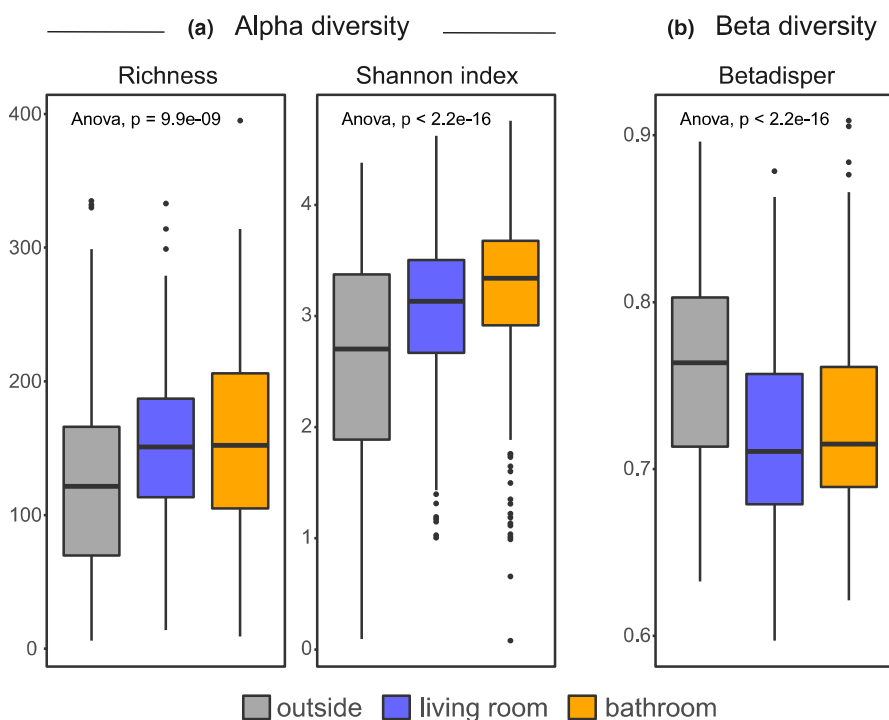 (a) Alpha diversity
(b) Beta diversity
Richness
Shannon index
Betadisper
Anova, p = 9.9e-09
Anova, p < 2.2e-16
Anova, p < 2.2e-16
400
300
200
100
0
4
3
2
1
0
0.9
0.8
0.7
0.6
outside living room bathroom